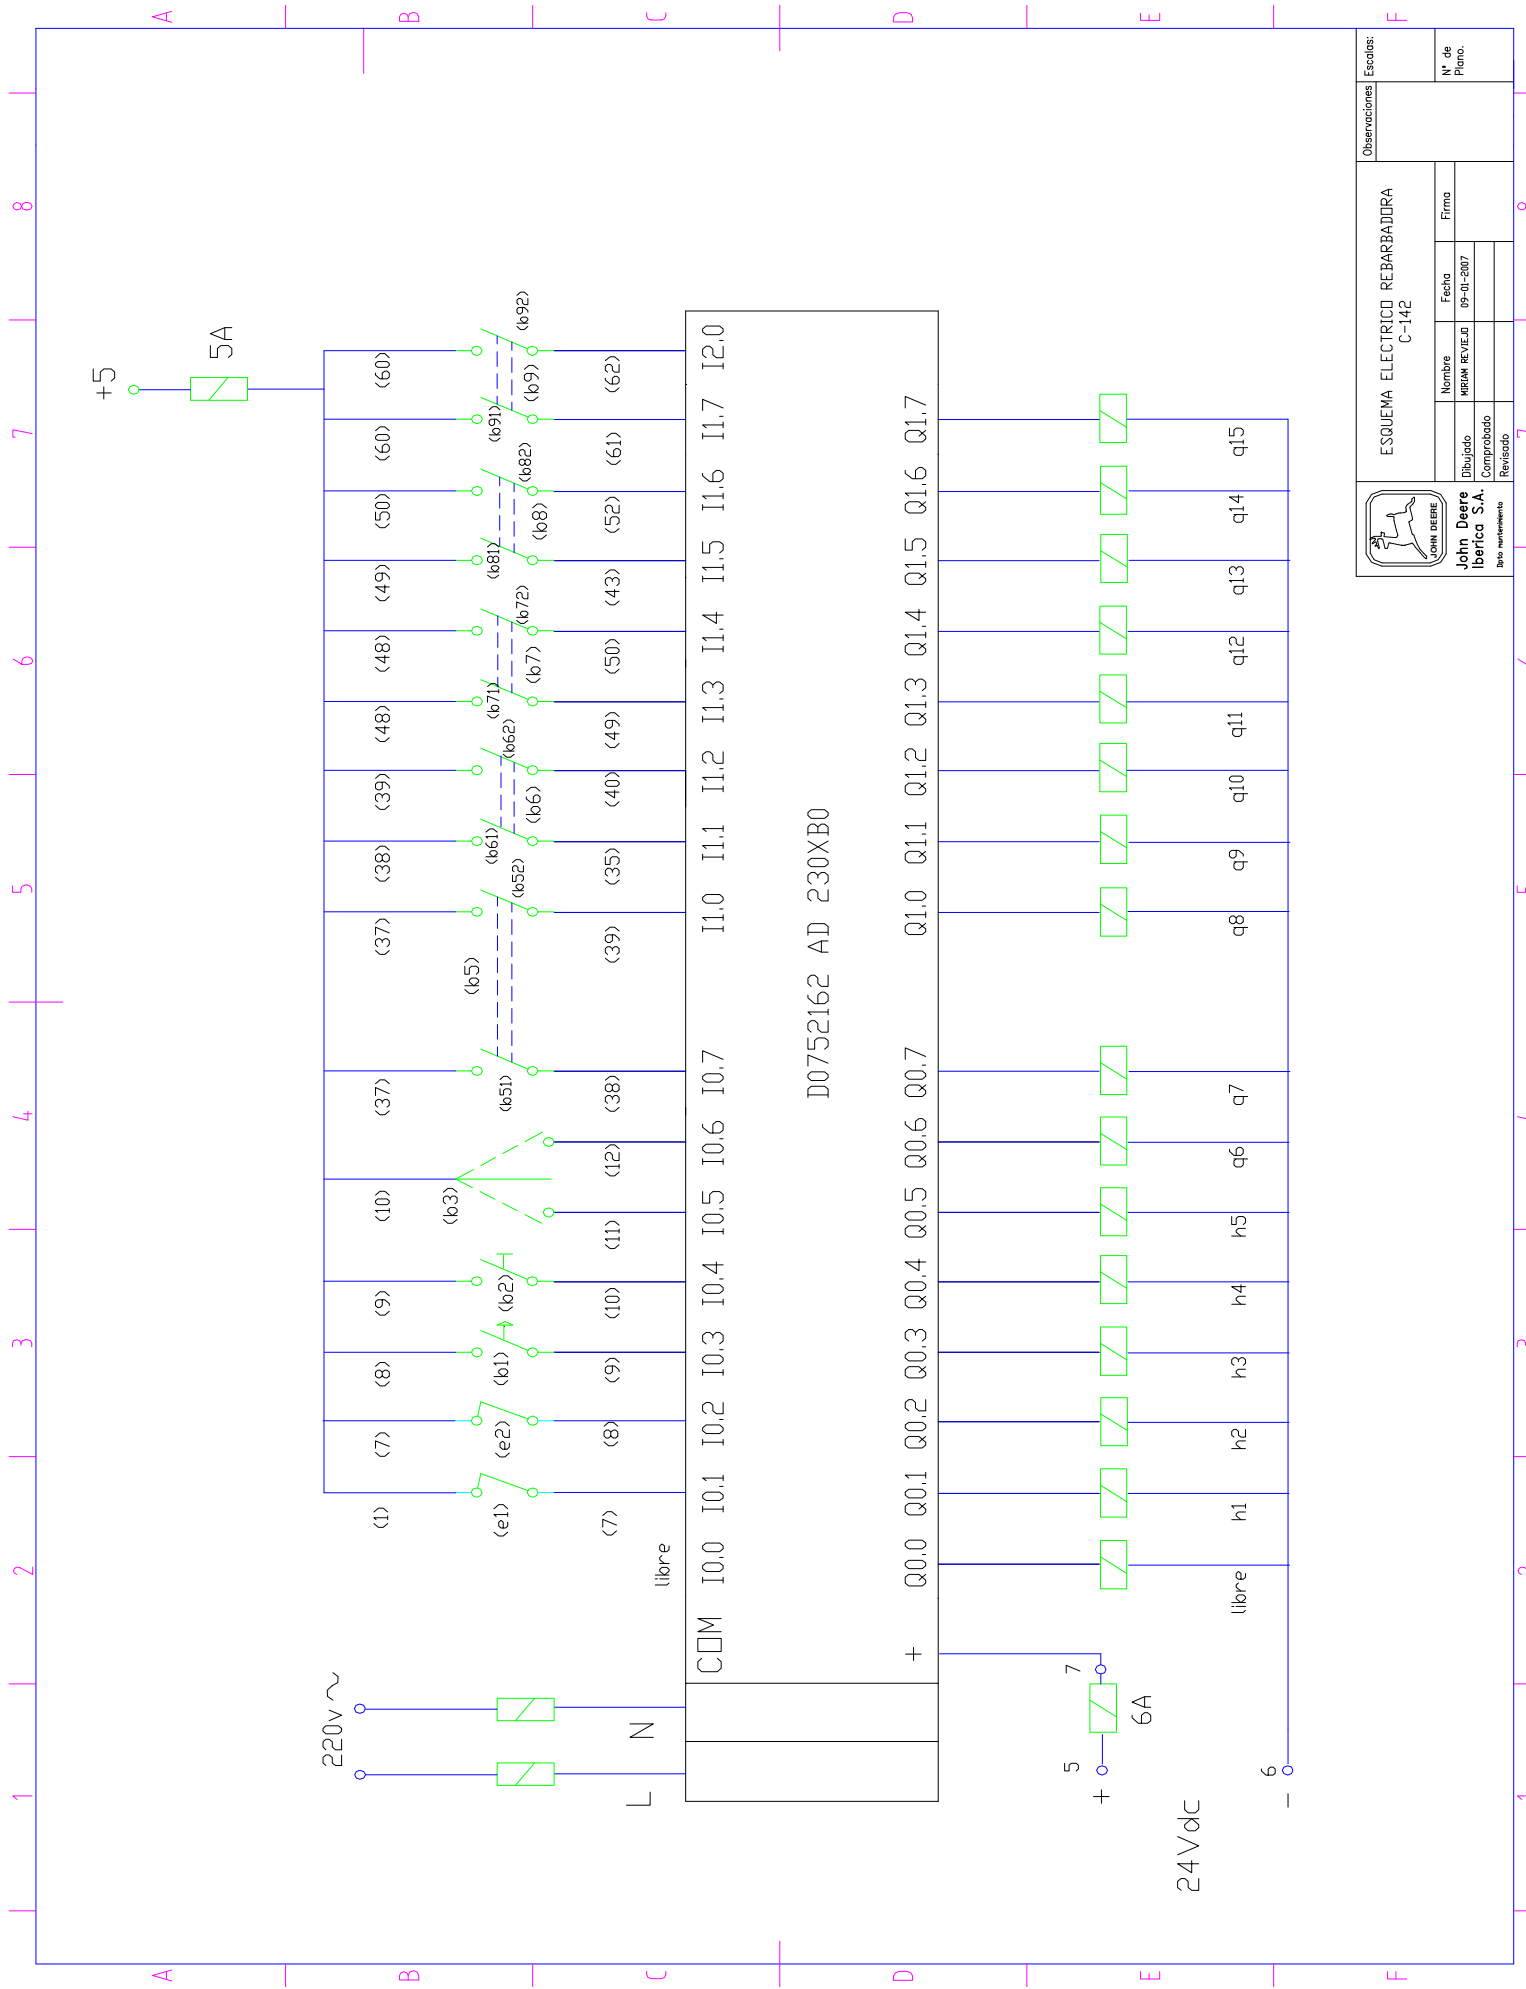 A B C D E F
1 2 3 4 5 6 7 8
+5
5A
220v ~
(1) (7) (8) (9) (10) (37) (37) (38) (39) (48) (48) (49) (50) (60) (60)
(b3) (b5)
(e1) (e2) (b1) (b2) (b51) (b52) (b61) (b62) (b71) (b72) (b81) (b82) (b91) (b92)
(b6) (b7) (b8) (b9)
(7) (8) (9) (10) (11) (12) (38) (39) (35) (40) (49) (50) (43) (52) (61) (62)
L N libre
COM I0.0 I0.1 I0.2 I0.3 I0.4 I0.5 I0.6 I0.7 I1.0 I1.1 I1.2 I1.3 I1.4 I1.5 I1.6 I1.7 I2.0
D0752162 AD 230XB0
+ Q0.0 Q0.1 Q0.2 Q0.3 Q0.4 Q0.5 Q0.6 Q0.7 Q1.0 Q1.1 Q1.2 Q1.3 Q1.4 Q1.5 Q1.6 Q1.7
5 7
+
6A
24Vdc
libre h1 h2 h3 h4 h5 q6 q7 q8 q9 q10 q11 q12 q13 q14 q15
6
-
A B C D E F
JOHN DEERE
John Deere
Iberica S.A.
Dpto mantenimiento
ESQUEMA ELECTRICO REBARBADORA
C-142
Observaciones
Escalas:
Nombre Fecha Firma
Nº de
Plano.
Dibujado MIRIAM REVIEJO 09-01-2007
Comprobado
Revisado